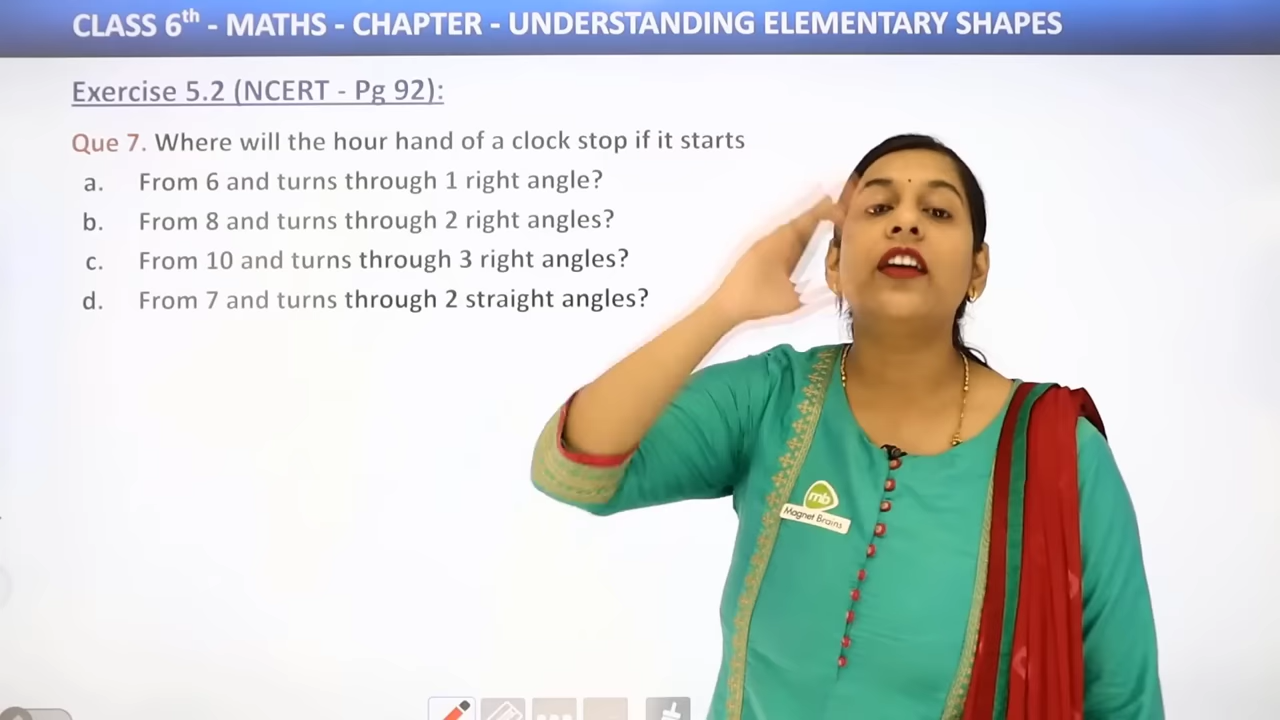 CLASS 6th - MATHS - CHAPTER - UNDERSTANDING ELEMENTARY SHAPES
Exercise 5.2 (NCERT - Pg 92):
Que 7. Where will the hour hand of a clock stop if it starts
a. From 6 and turns through 1 right angle?
b. From 8 and turns through 2 right angles?
c. From 10 and turns through 3 right angles?
d. From 7 and turns through 2 straight angles?
mb
Magnet Brains